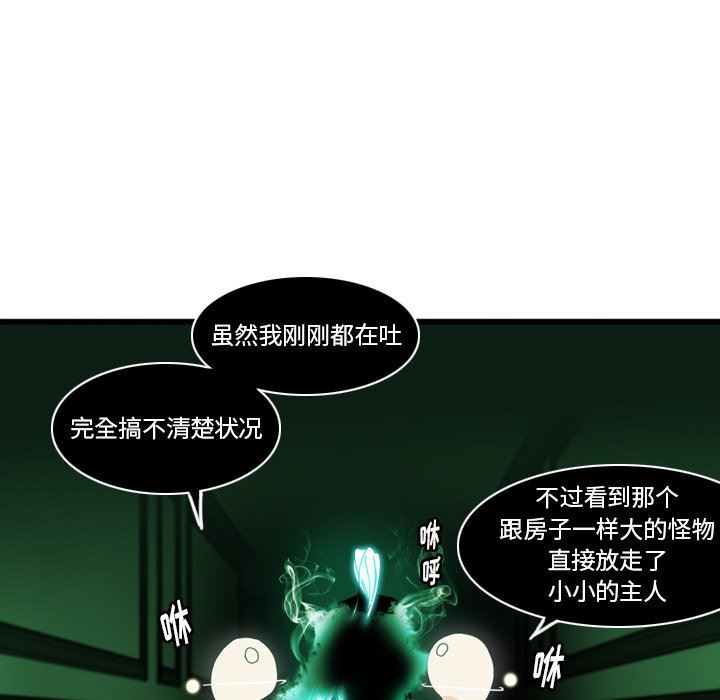 虽然我刚刚都在吐
完全搞不清楚状况
不过看到那个
跟房子一样大的怪物
直接放走了
小小的主人
咻
咻